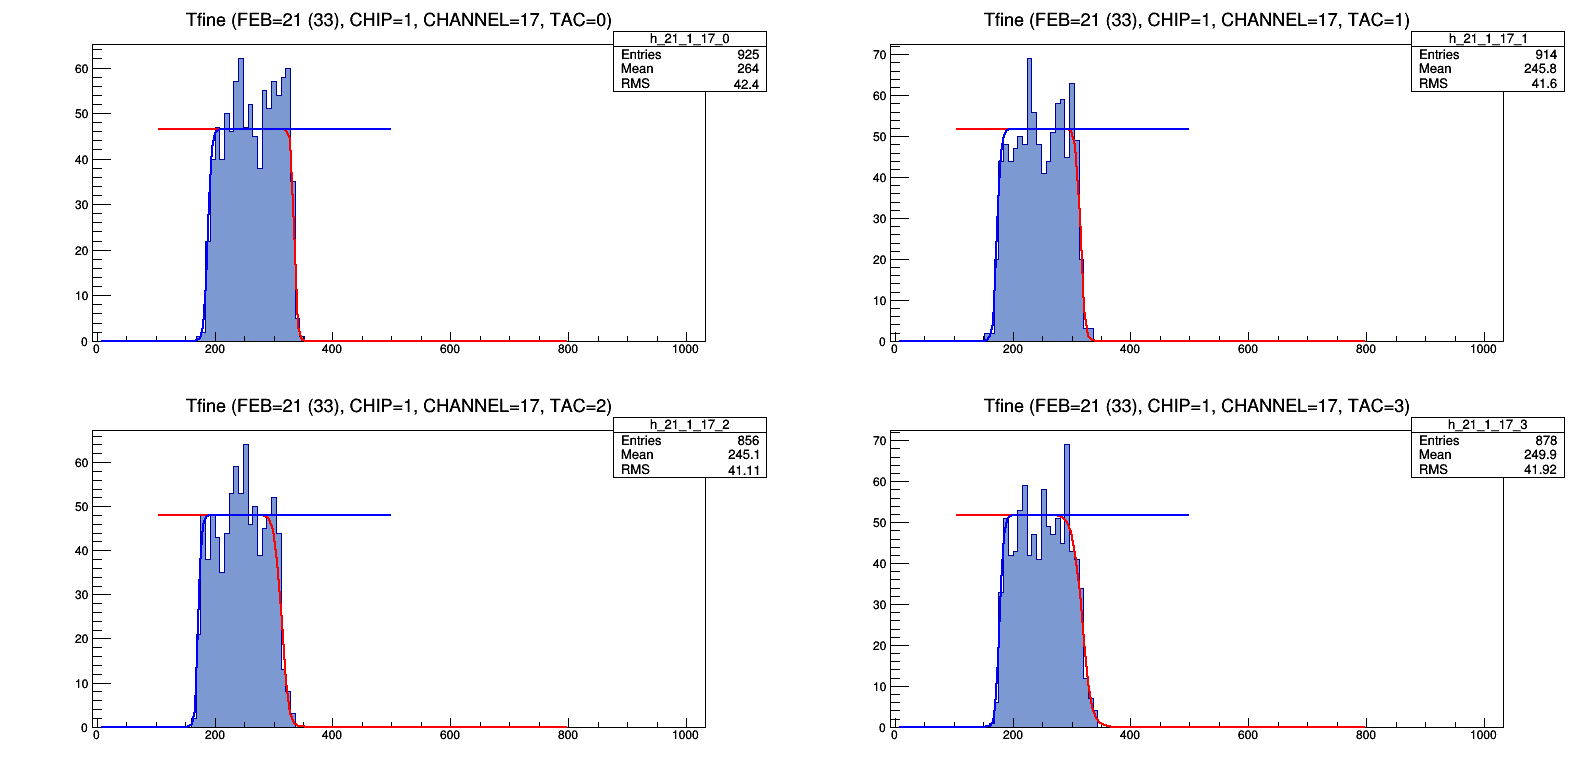 Tfine (FEB=21 (33), CHIP=1, CHANNEL=17, TAC=0)
h_21_1_17_0
Entries 925
Mean 264
RMS 42.4
60
50
40
30
20
10
0
0 200 400 600 800 1000
Tfine (FEB=21 (33), CHIP=1, CHANNEL=17, TAC=1)
h_21_1_17_1
Entries 914
Mean 245.8
RMS 41.6
70
60
50
40
30
20
10
0
0 200 400 600 800 1000
Tfine (FEB=21 (33), CHIP=1, CHANNEL=17, TAC=2)
h_21_1_17_2
Entries 856
Mean 245.1
RMS 41.11
60
50
40
30
20
10
0
0 200 400 600 800 1000
Tfine (FEB=21 (33), CHIP=1, CHANNEL=17, TAC=3)
h_21_1_17_3
Entries 878
Mean 249.9
RMS 41.92
70
60
50
40
30
20
10
0
0 200 400 600 800 1000